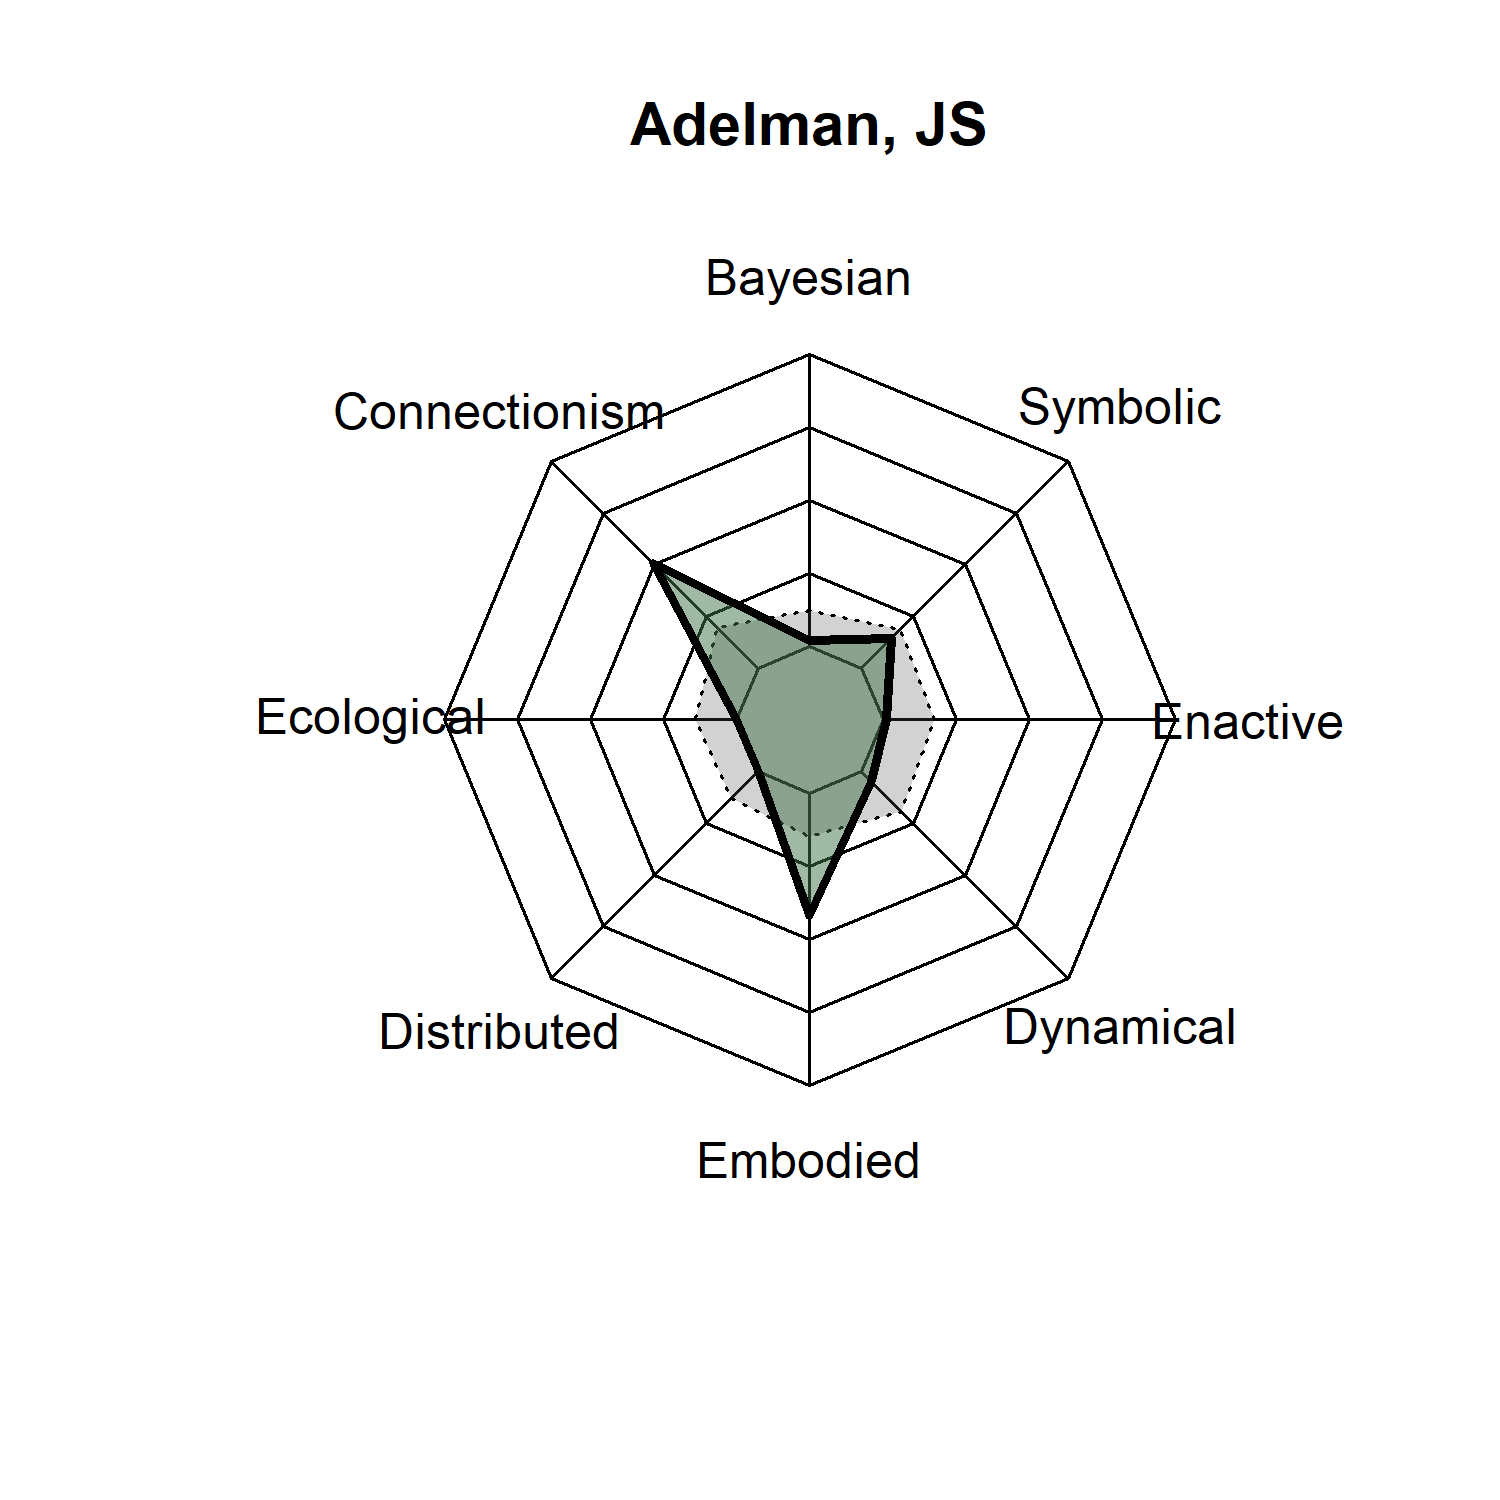 Adelman, JS
Bayesian
Connectionism
Symbolic
Ecological
Enactive
Distributed
Dynamical
Embodied